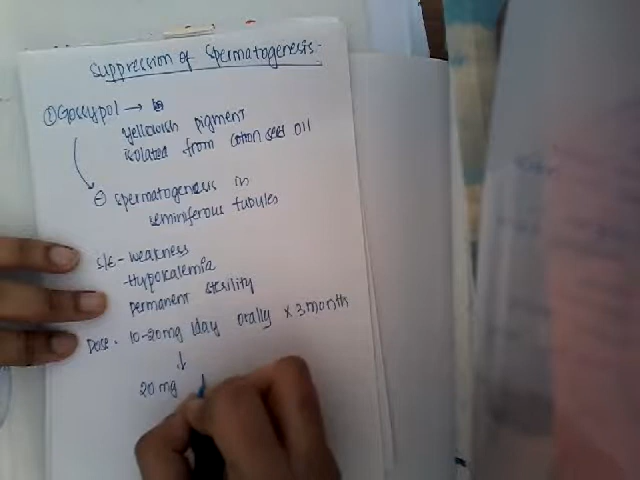 Suppression of Spermatogenesis:-
① Gossypol →
yellowish pigment
isolated from cotton seed oil
⊖ spermatogenesis in
seminiferous tubules
S/E - weakness
-Hypokalemia
permanent sterility
Dose - 10-20mg /day orally × 3 month
↓
20 mg